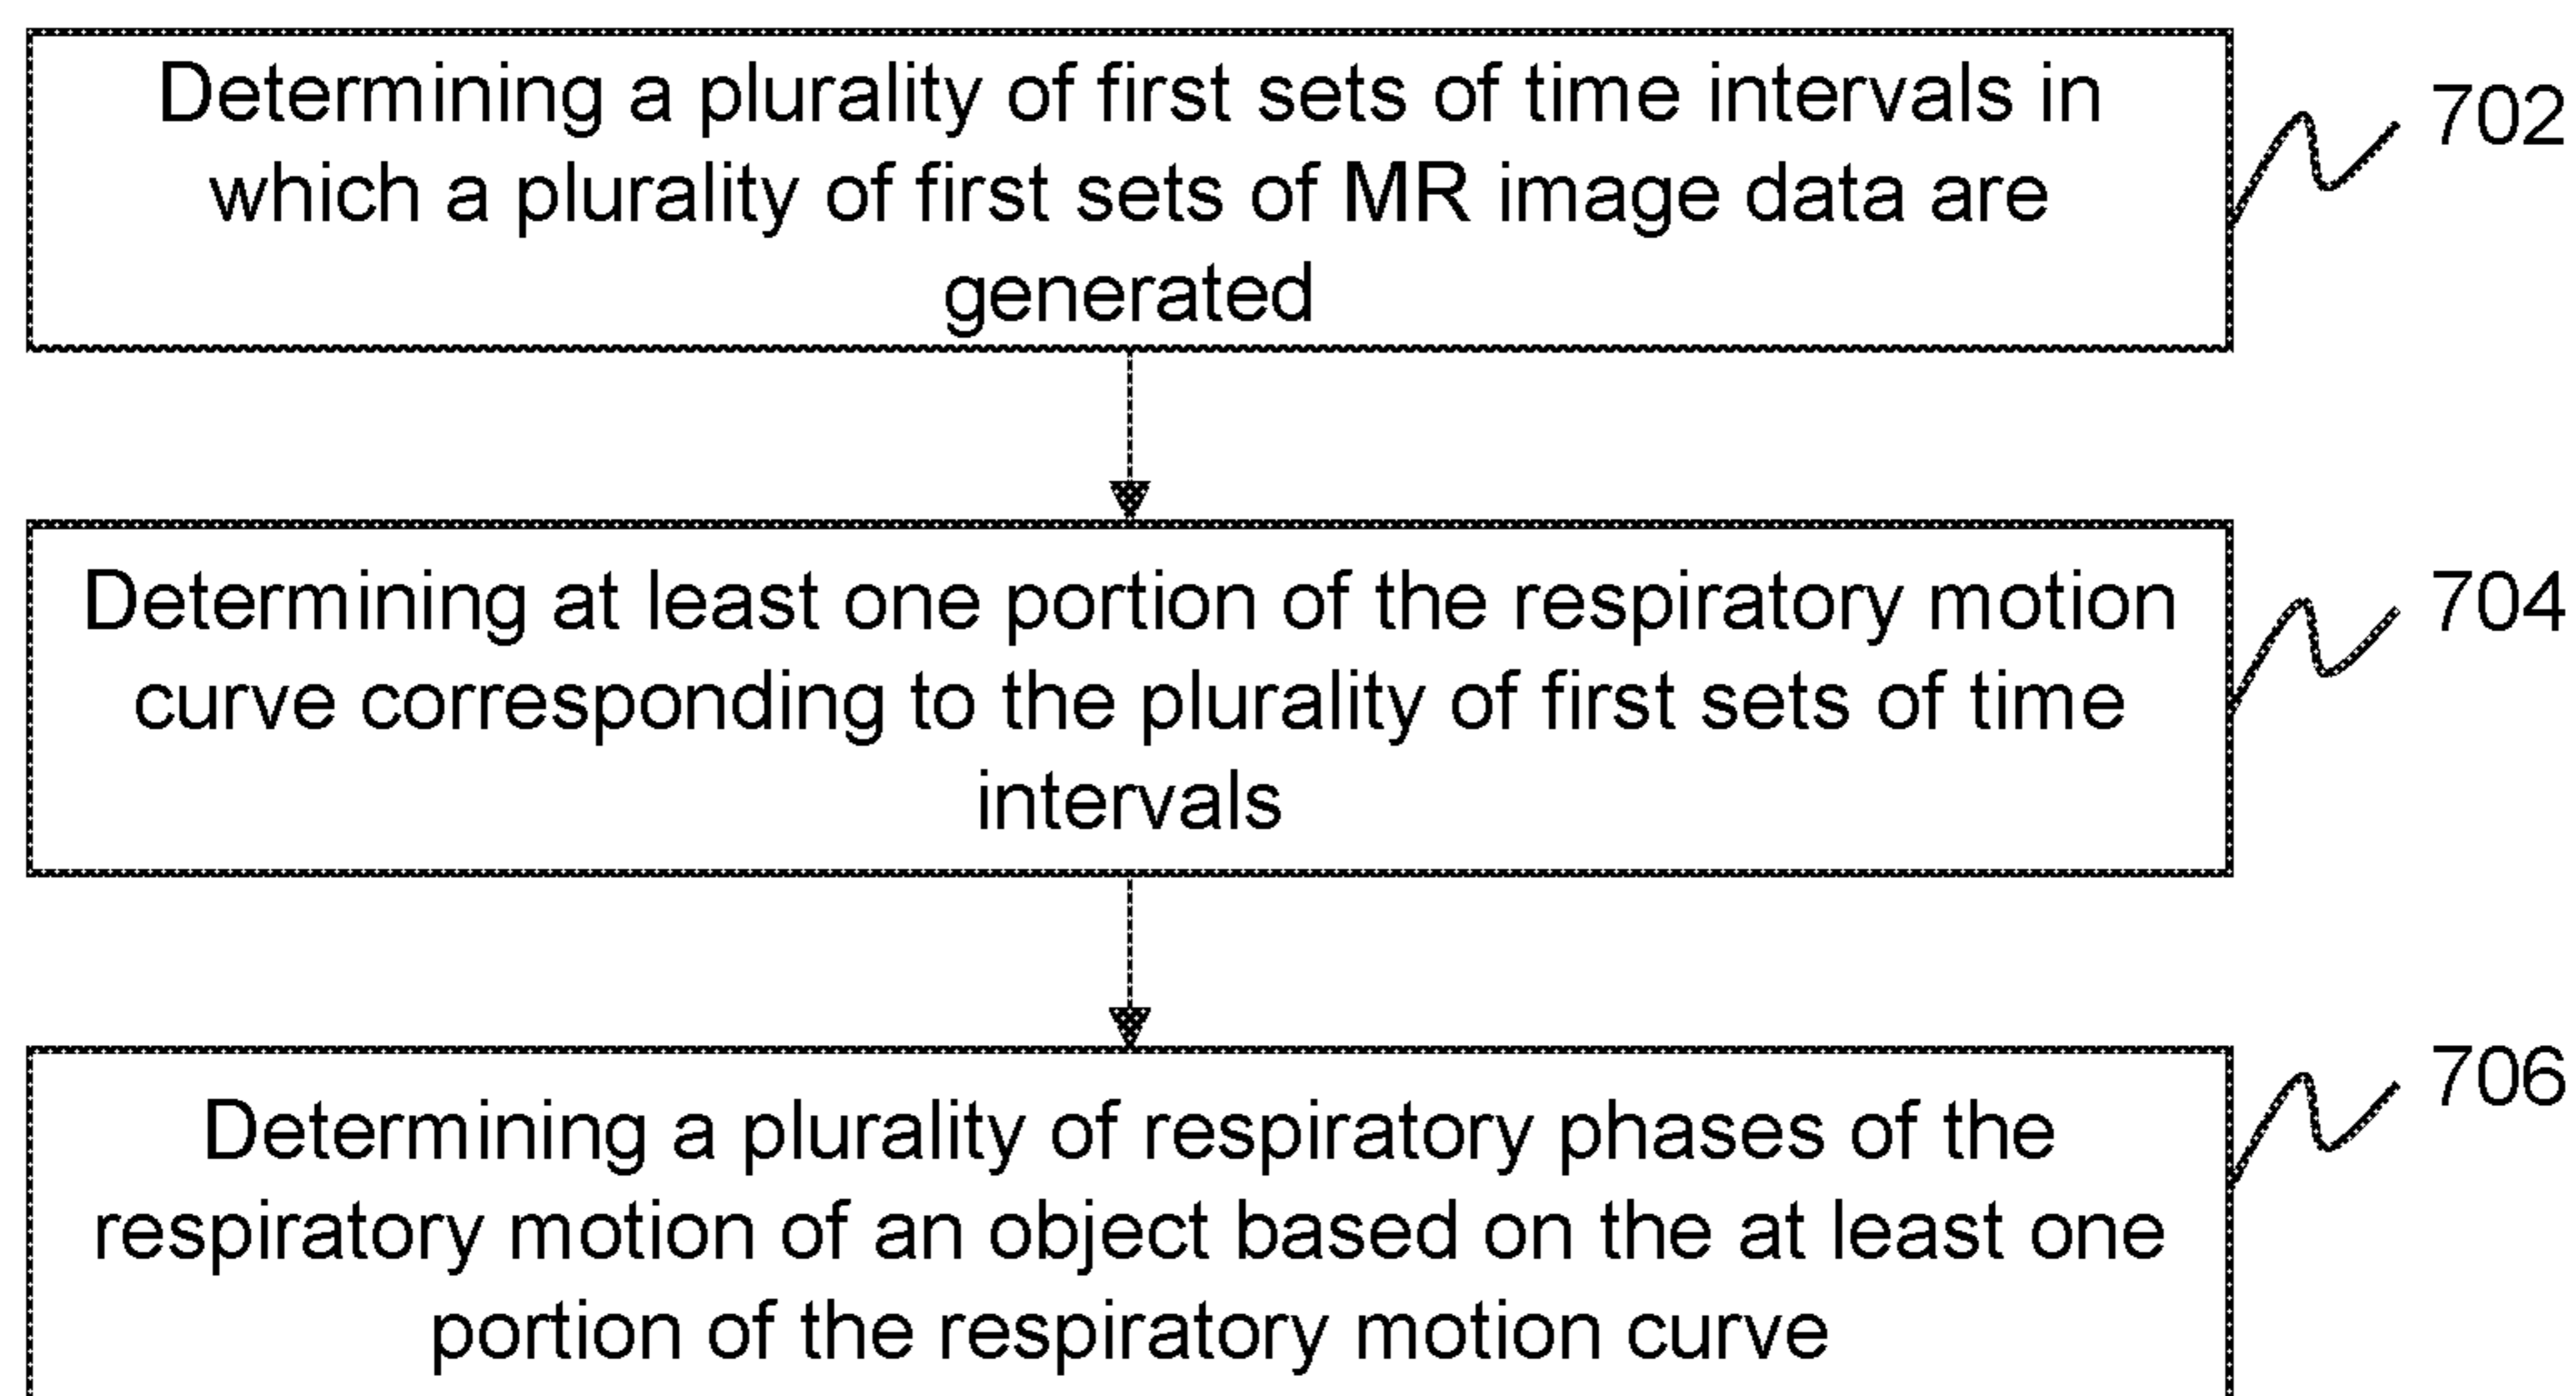 Determining a plurality of first sets of time intervals in
which a plurality of first sets of MR image data are
generated
702
Determining at least one portion of the respiratory motion
curve corresponding to the plurality of first sets of time
intervals
704
Determining a plurality of respiratory phases of the
respiratory motion of an object based on the at least one
portion of the respiratory motion curve
706